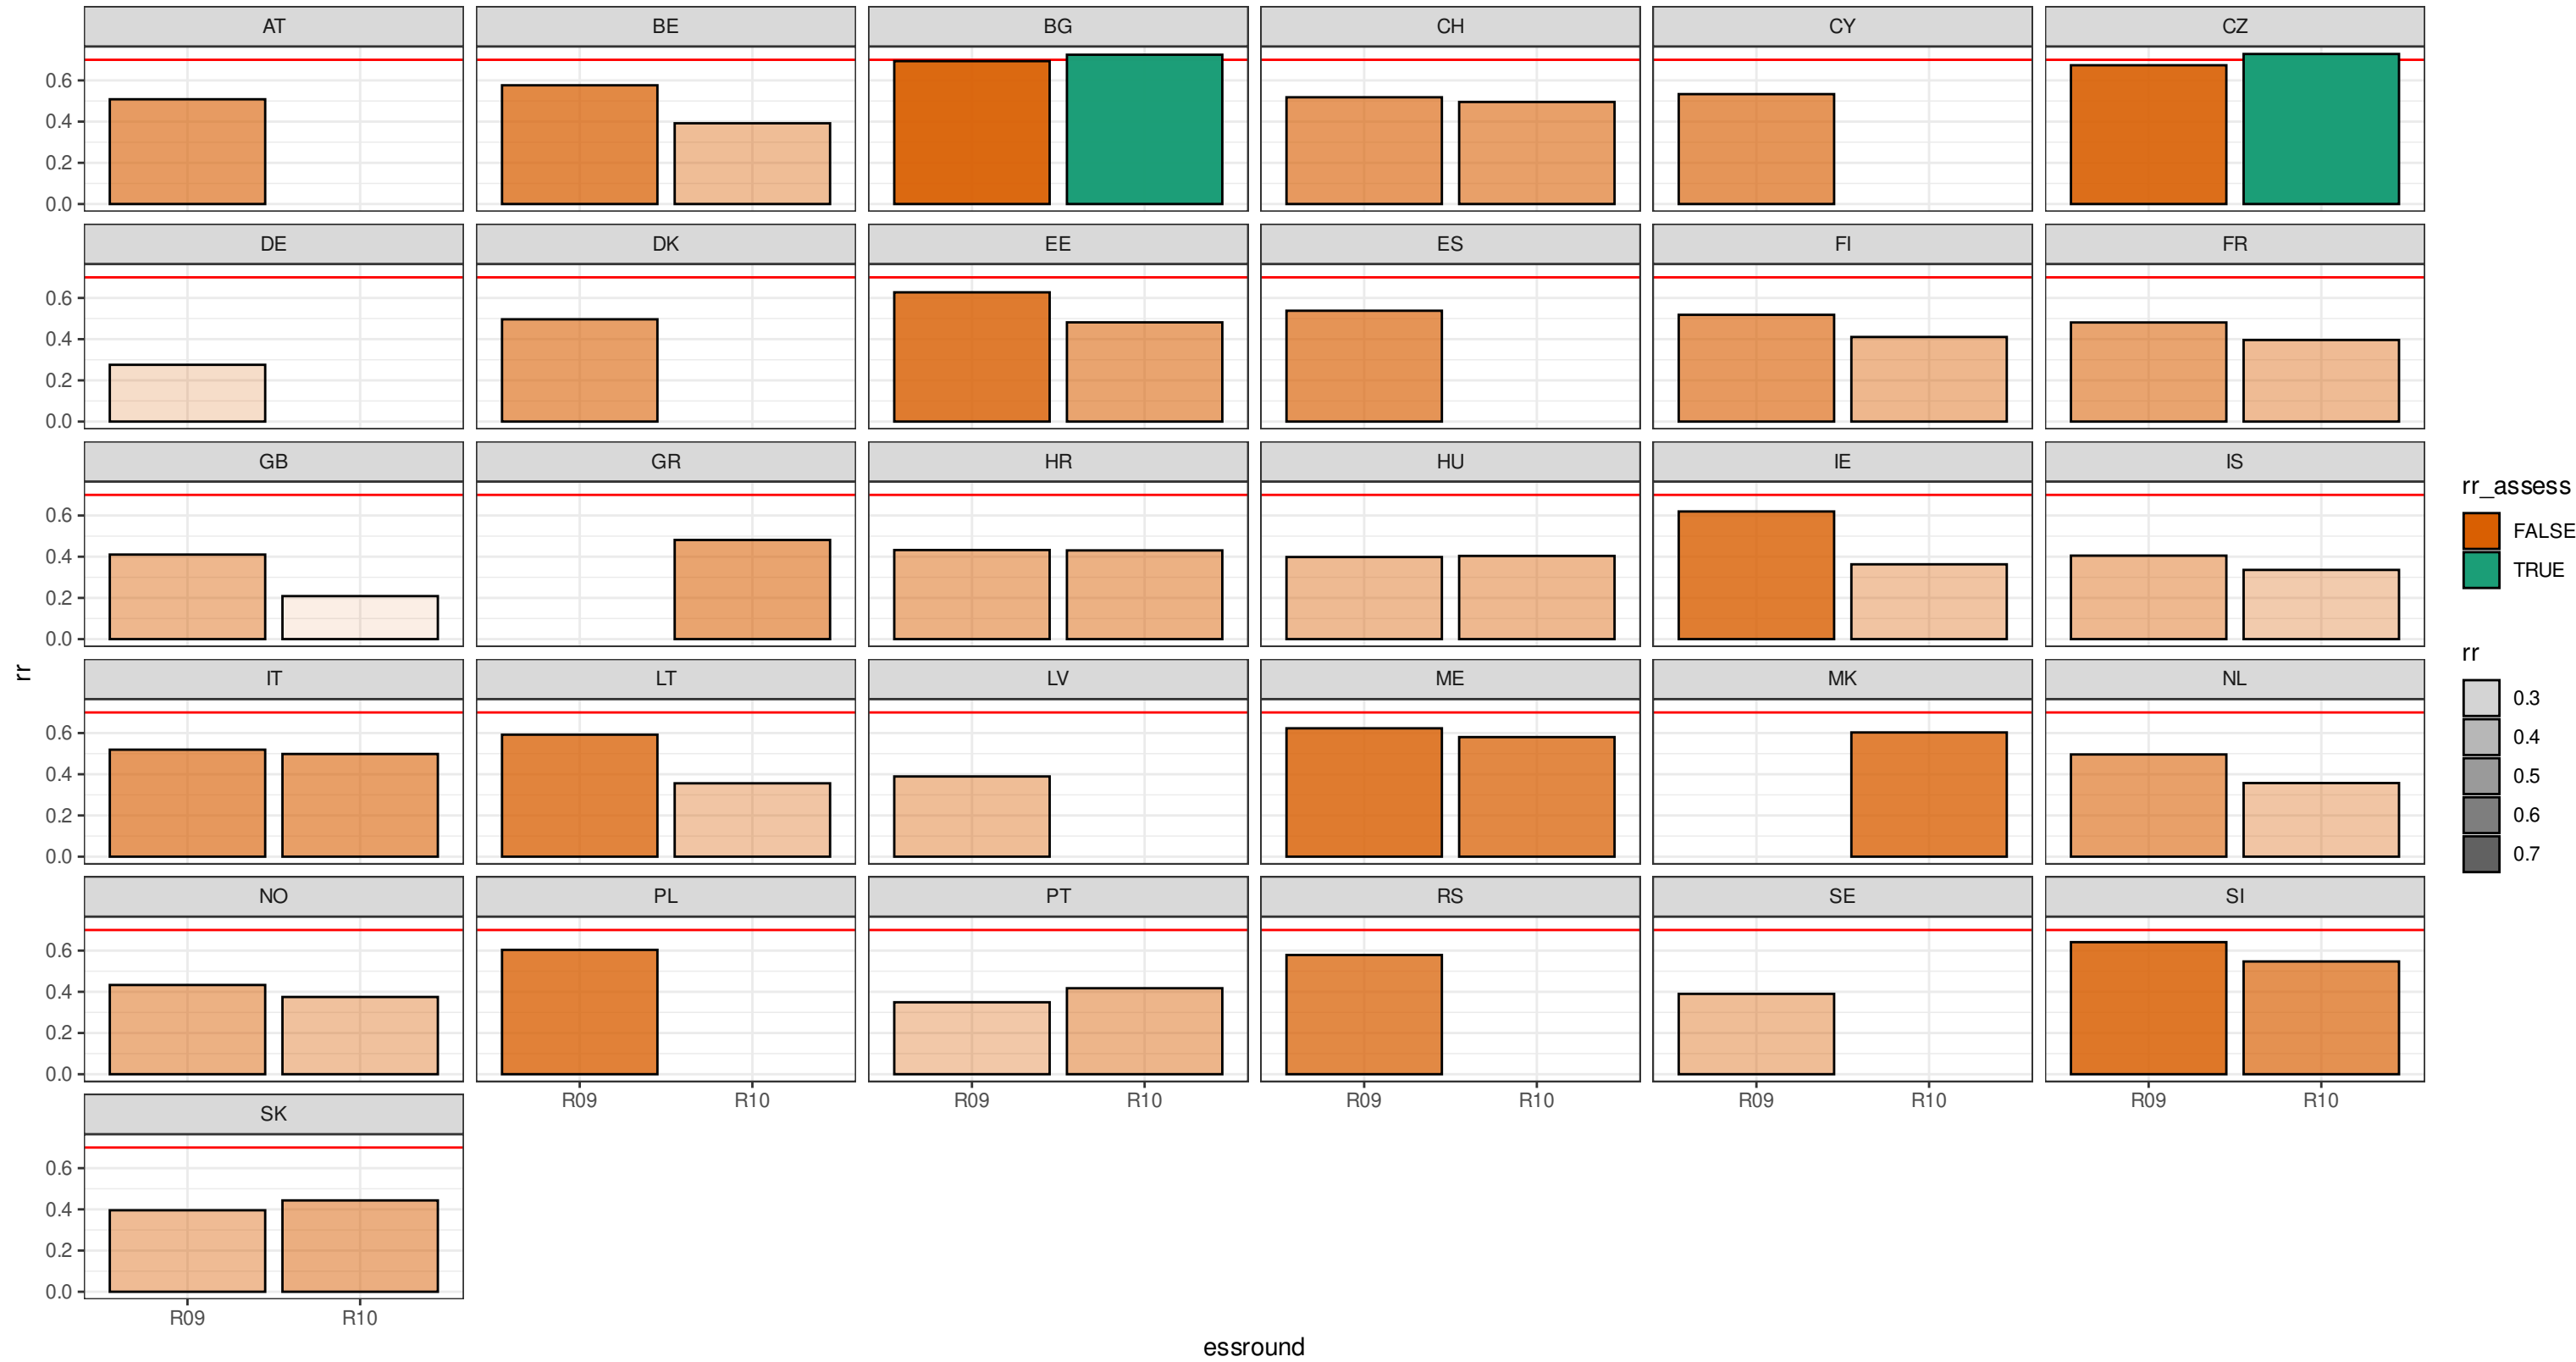 AT BE BG CH CY CZ
0.6
0.4
0.2
0.0
DE DK EE ES FI FR
0.6
0.4
0.2
0.0
GB GR HR HU IE IS
0.6
0.4
0.2
0.0
IT LT LV ME MK NL
0.6
0.4
0.2
0.0
NO PL PT RS SE SI
0.6
0.4
0.2
0.0
R09 R10 R09 R10 R09 R10 R09 R10 R09 R10
SK
0.6
0.4
0.2
0.0
R09 R10
essround
rr
rr_assess
FALSE
TRUE
rr
0.3
0.4
0.5
0.6
0.7